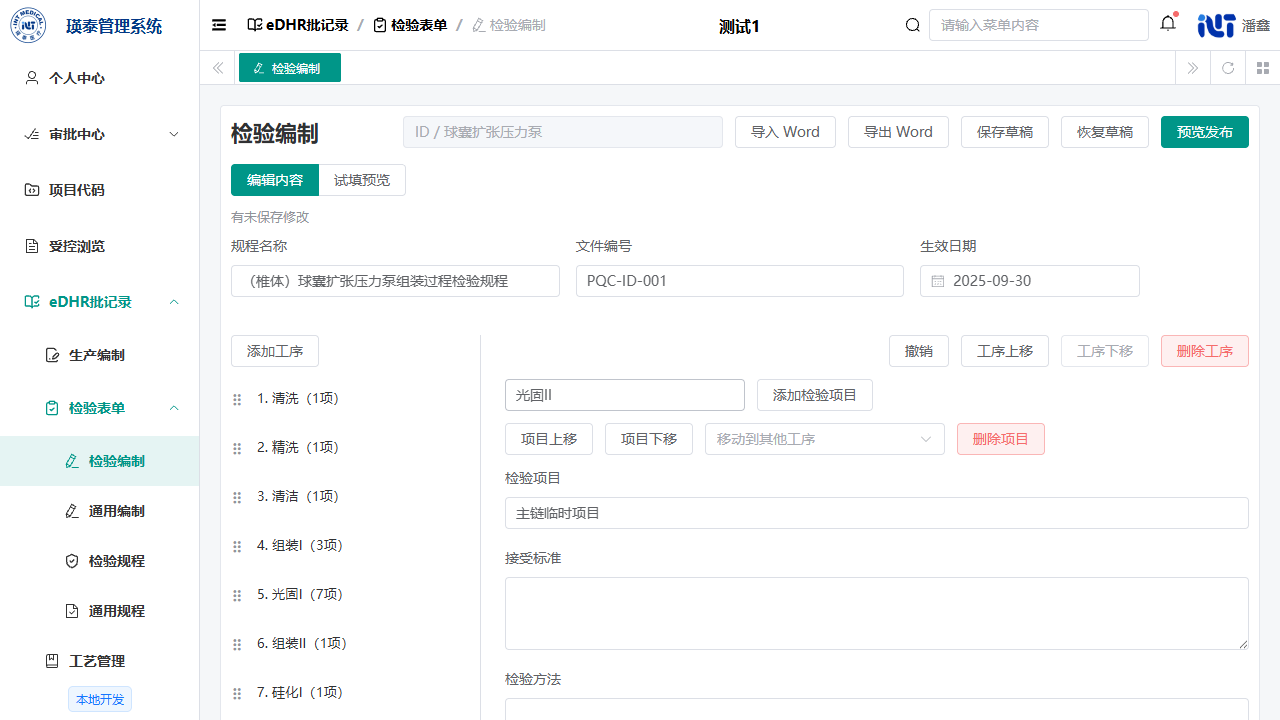 瑛泰管理系统
eDHR批记录 / 检验表单 / 检验编制
测试1
请输入菜单内容
潘鑫
检验编制
个人中心
审批中心
项目代码
受控浏览
eDHR批记录
生产编制
检验表单
检验编制
通用编制
检验规程
通用规程
工艺管理
本地开发
检验编制
ID / 球囊扩张压力泵
导入 Word
导出 Word
保存草稿
恢复草稿
预览发布
编辑内容
试填预览
有未保存修改
规程名称
文件编号
生效日期
（椎体）球囊扩张压力泵组装过程检验规程
PQC-ID-001
2025-09-30
添加工序
撤销
工序上移
工序下移
删除工序
1. 清洗（1项）
2. 精洗（1项）
3. 清洁（1项）
4. 组装I（3项）
5. 光固I（7项）
6. 组装II（1项）
7. 硅化I（1项）
光固II
添加检验项目
项目上移
项目下移
移动到其他工序
删除项目
检验项目
主链临时项目
接受标准
检验方法